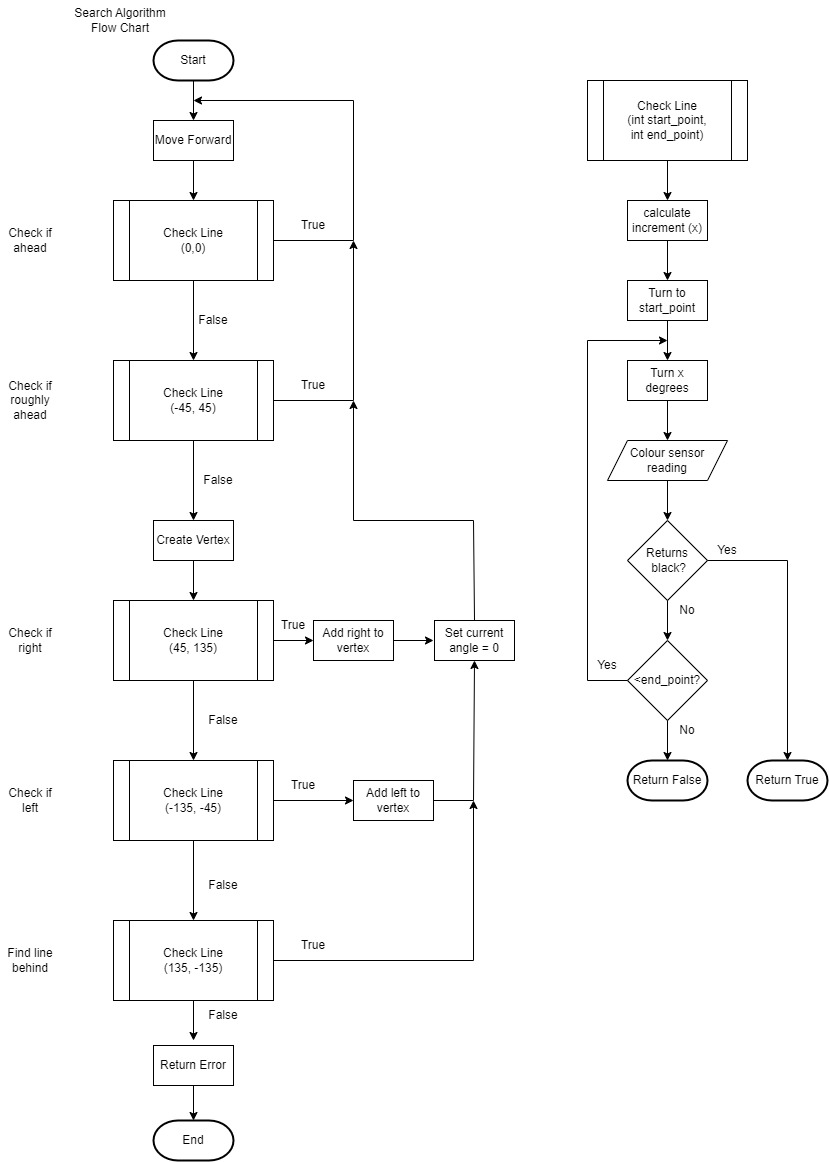 Search Algorithm
Flow Chart
Start
Move Forward
Check if
ahead
Check Line
(0,0)
True
False
Check if
roughly
ahead
Check Line
(-45, 45)
True
False
Create Vertex
Check if
right
Check Line
(45, 135)
True
Add right to
vertex
Set current
angle = 0
False
Check if
left
Check Line
(-135, -45)
True
Add left to
vertex
False
Find line
behind
Check Line
(135, -135)
True
False
Return Error
End
Check Line
(int start_point,
int end_point)
calculate
increment (x)
Turn to
start_point
Turn x
degrees
Colour sensor
reading
Returns
black?
Yes
No
<end_point?
Yes
No
Return False
Return True